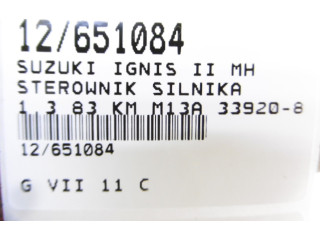 12/651084
SUZUKI IGNIS II MH
STEROWNIK SILNIKA
1 3 83 KM M13A 33920-8
12/651084
G VII 11 C